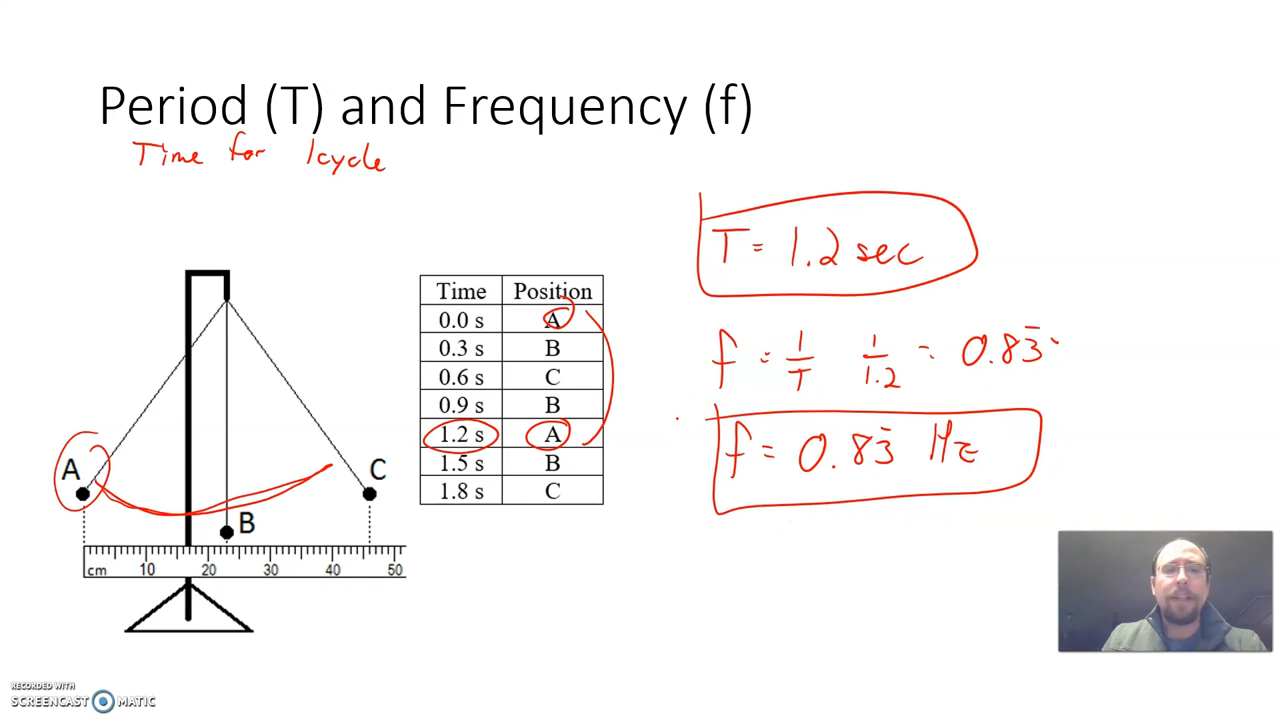 Period (T) and Frequency (f)
Time for 1cycle
T = 1.2 sec
f = 1/T 1/1.2 = 0.83̄
f = 0.83̄ Hz
Time Position
0.0 s A
0.3 s B
0.6 s C
0.9 s B
1.2 s A
1.5 s B
1.8 s C
A
C
B
cm 10 20 30 40 50
RECORDED WITH
SCREENCAST MATIC